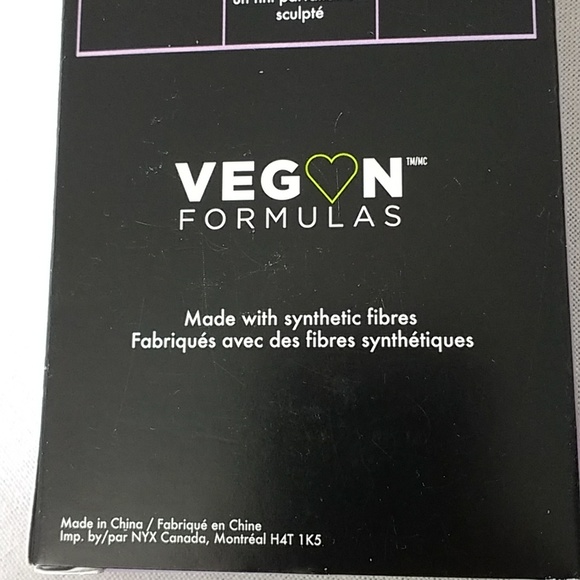 sculpté
VEG♡N TM/MC
FORMULAS
Made with synthetic fibres
Fabriqués avec des fibres synthétiques
Made in China / Fabriqué en Chine
Imp. by/par NYX Canada, Montréal H4T 1K5